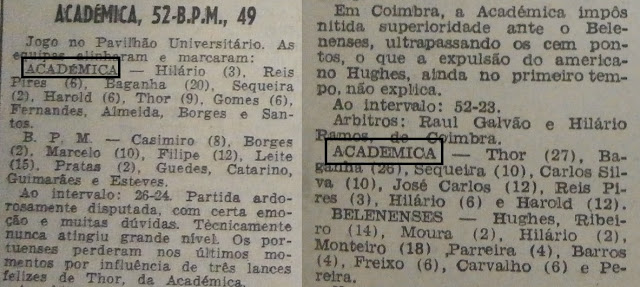 ACADÉMICA, 52-B.P.M., 49
Jogo no Pavilhão Universitário. As
equipas alinharam e marcaram:
ACADÉMICA — Hilário (3), Reis
Pires (6), Baganha (20), Sequeira
(2), Harold (6), Thor (9), Gomes (6),
Fernandes, Almeida, Borges e San-
tos.
B. P. M. — Casimiro (8), Borges
(2), Marcelo (10), Filipe (12), Leite
(15), Pratas (2), Guedes, Catarino,
Guimarães e Esteves.
Ao intervalo: 26-24. Partida ardo-
rosamente disputada, com certa emo-
ção e muitas dúvidas. Técnicamente
nunca atingiu grande nível. Os por-
tuenses perderam nos últimos mo-
mentos por influência de três lances
felizes de Thor, da Académica.
Em Coimbra, a Académica impôs
nitida superioridade ante o Bele-
nenses, ultrapassando os cem pon-
tos, o que a expulsão do america-
no Hughes, ainda no primeiro tem-
po, não explica.
Ao intervalo: 52-23.
Arbitros: Raul Galvão e Hilário
Ramos, de Coimbra.
ACADEMICA — Thor (27), Ba-
ganha (26), Sequeira (10), Carlos Sil-
va (10), José Carlos (12), Reis Pi-
res (3), Hilário (6) e Harold (12).
BELENENSES — Hughes, Ribei-
ro (14), Moura (2), Hilário (2),
Monteiro (18) Parreira (4), Barros
(4), Freixo (6), Carvalho (6) e Pe-
reira.